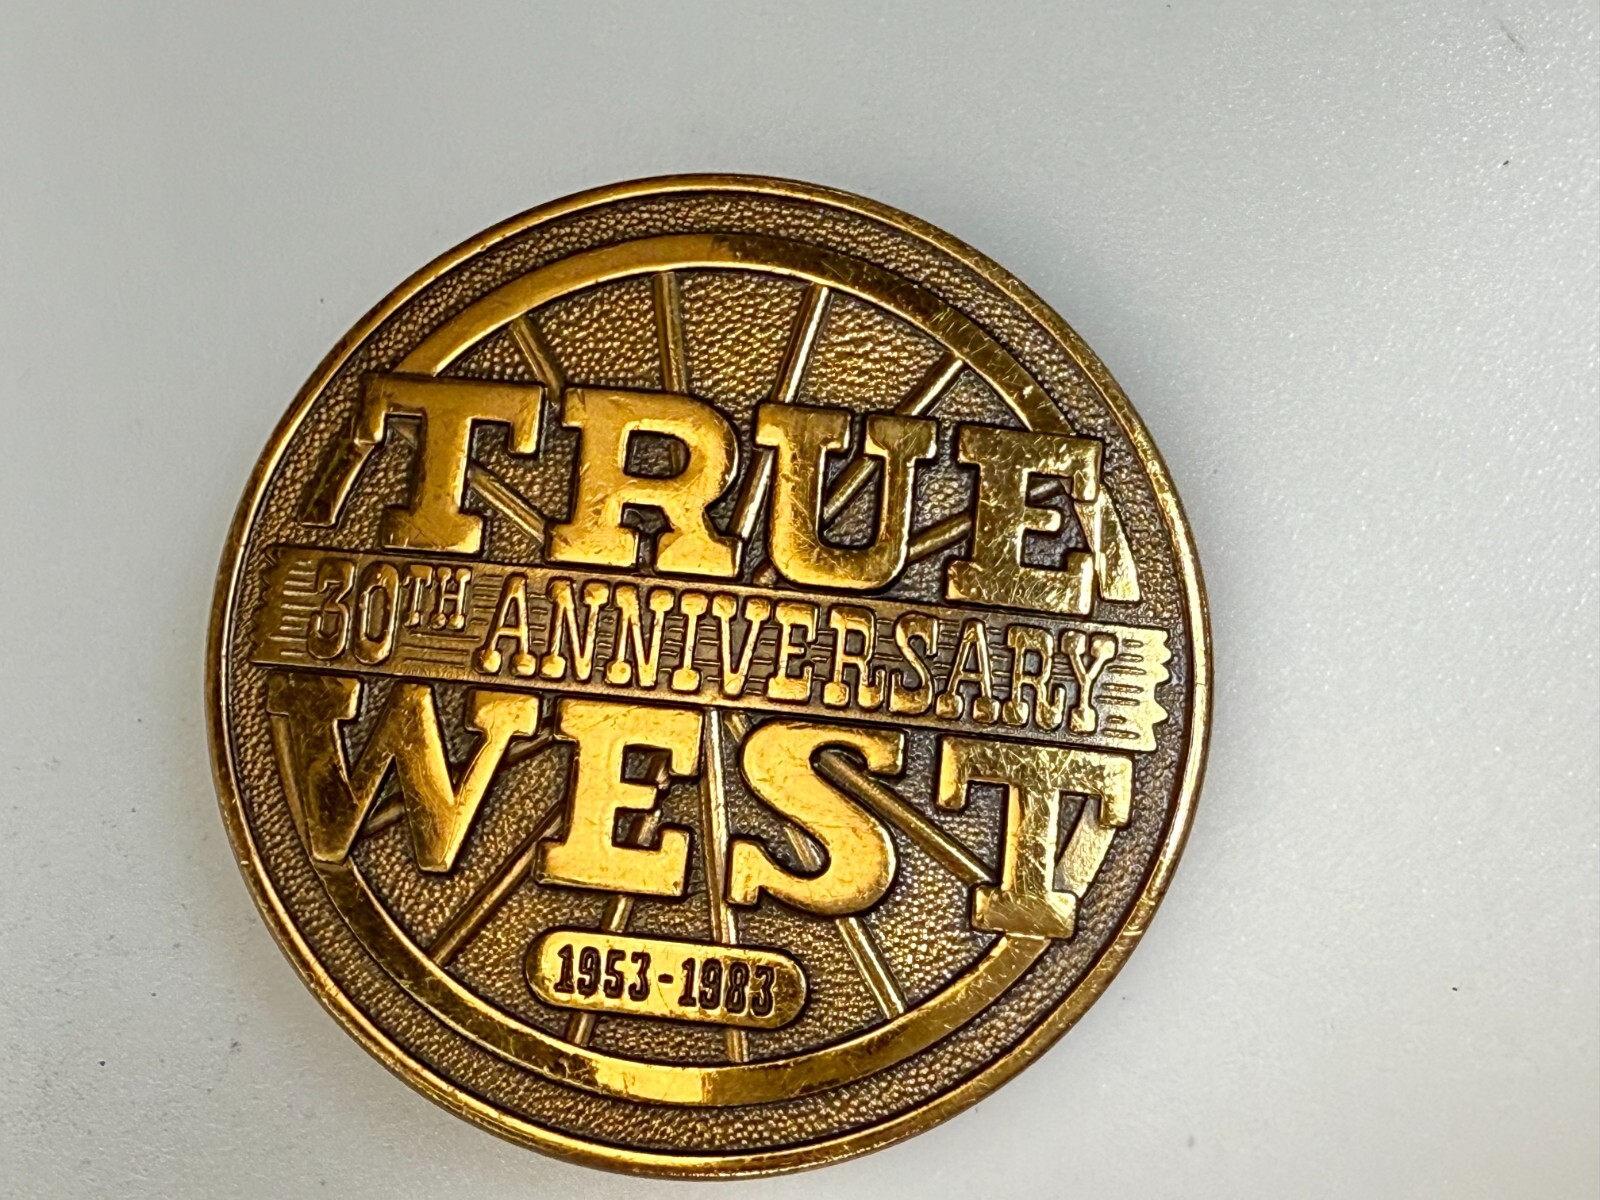 TRUE
30TH ANNIVERSARY
WEST
1953-1983